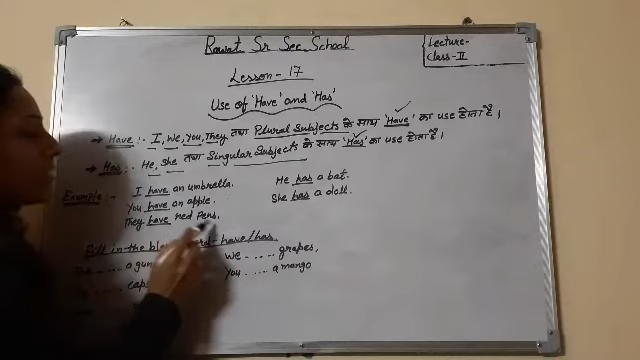 Rawat Sr Sec School
Lecture-
Class-II
Lesson-17
Use of 'Have' and 'Has'
→ Have :- I, We, You, They तथा Plural Subjects के साथ 'Have' का use होता है।
→ Has :- He, She तथा Singular Subjects के साथ 'Has' का use होता है।
Example :- I have an umbrella.
He has a bat.
You have an apple.
She has a doll.
They have red Pens.
Fill in the have/has.
..... a gun
We ..... grapes,
..... caps
You ..... a mango